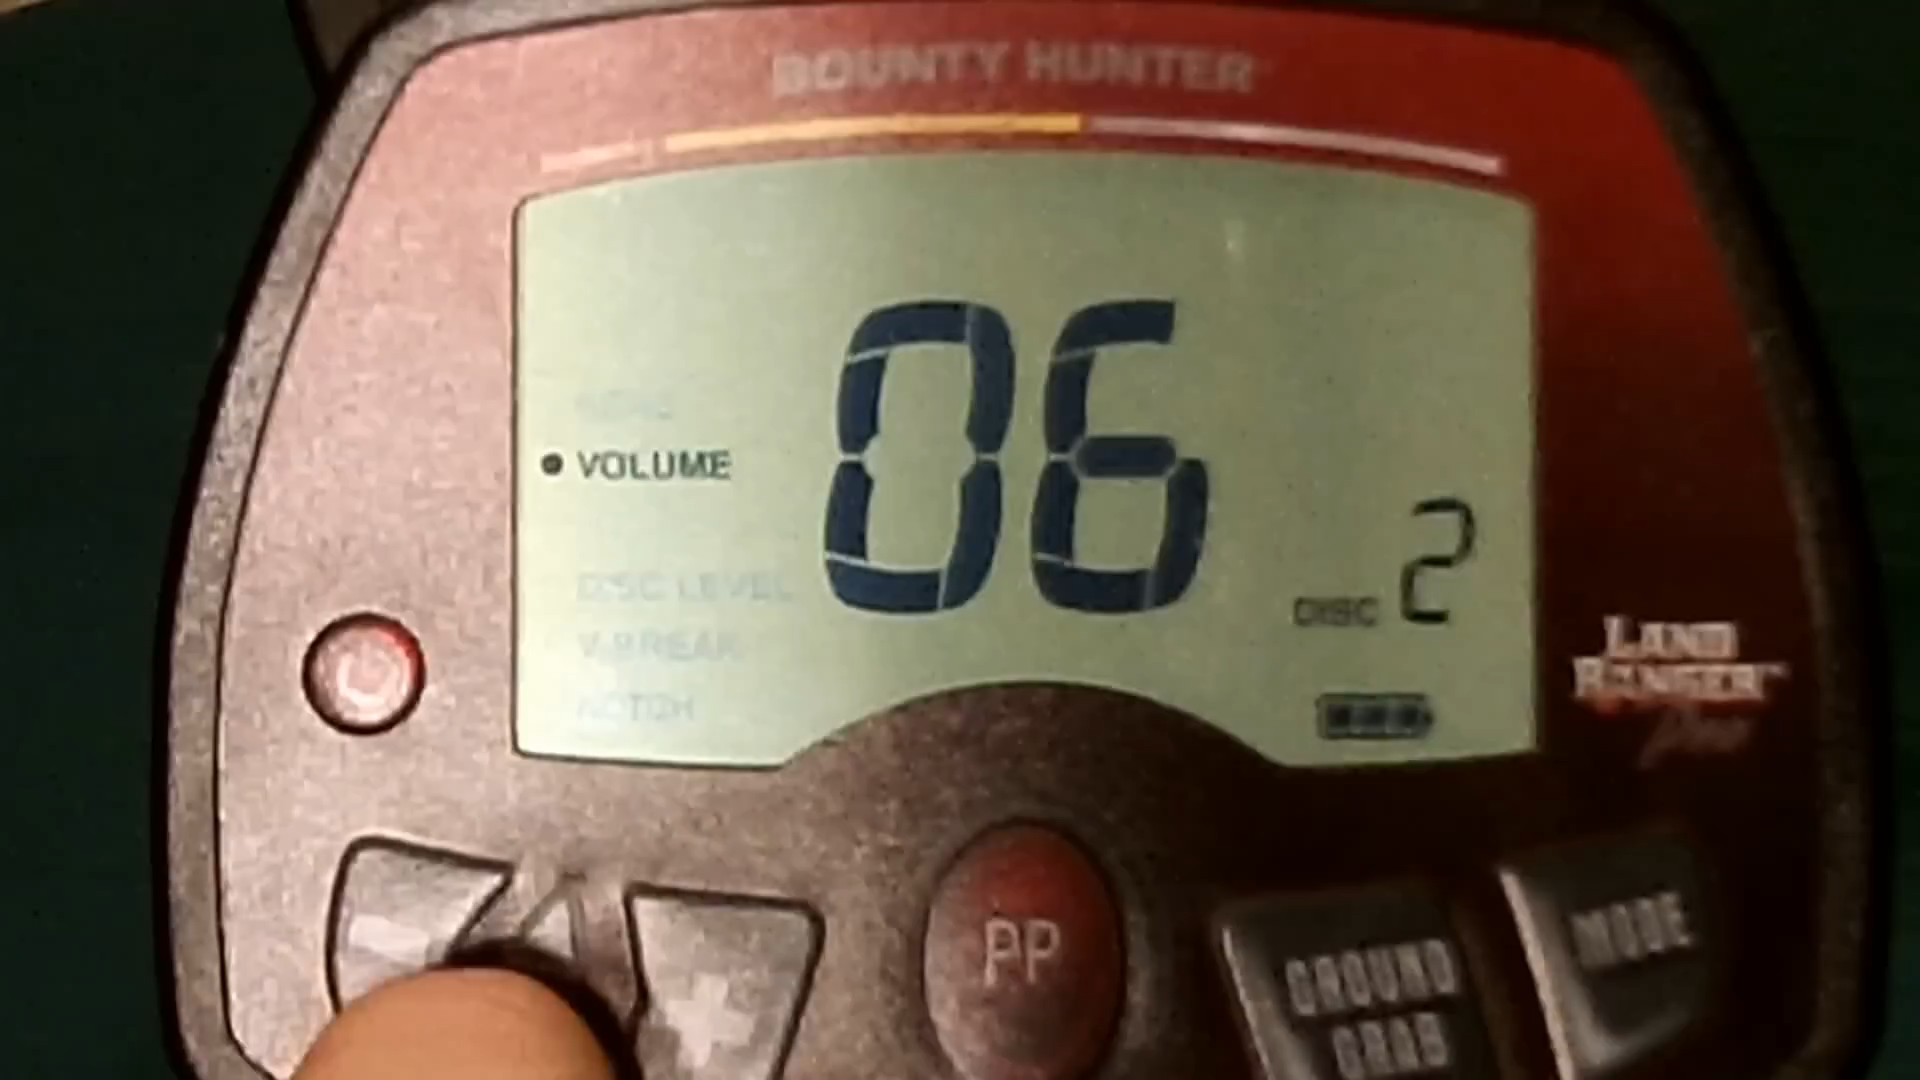 BOUNTY HUNTER
VOLUME
06
DISC LEVEL
V.BREAK
NOTCH
DISC 2
LAND
RANGER
PP
GROUND
GRAB
MODE